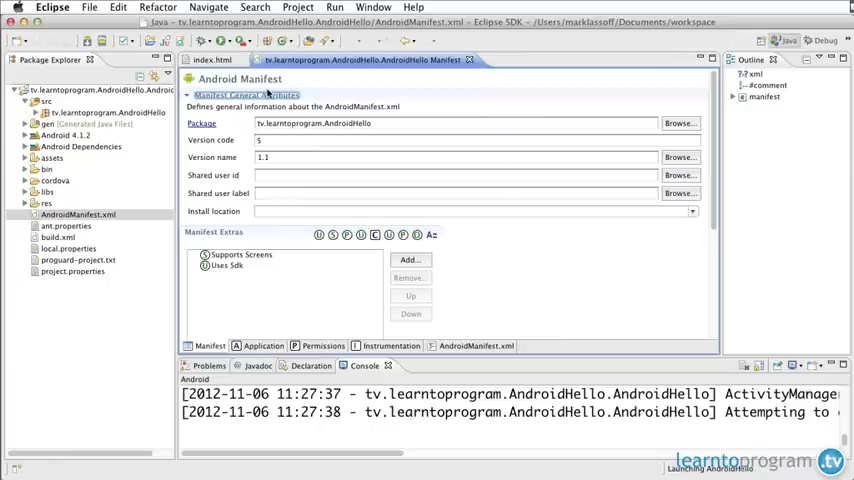 Eclipse File Edit Refactor Navigate Search Project Run Window Help
Java – tv.learntoprogram.AndroidHello/AndroidManifest.xml – Eclipse SDK – /Users/marklassoff/Documents/workspace
Java Debug
Package Explorer
index.html tv.learntoprogram.AndroidHello.AndroidHello Manifest
Outline
tv.learntoprogram.AndroidHello.Android
src
tv.learntoprogram.AndroidHello
gen [Generated Java Files]
Android 4.1.2
Android Dependencies
assets
bin
cordova
libs
res
AndroidManifest.xml
ant.properties
build.xml
local.properties
proguard-project.txt
project.properties
Android Manifest
Manifest General Attributes
Defines general information about the AndroidManifest.xml
Package tv.learntoprogram.AndroidHello Browse...
Version code 5
Version name 1.1 Browse...
Shared user id Browse...
Shared user label Browse...
Install location
Manifest Extras U S P U C U P O Az
S Supports Screens
U Uses Sdk
Add...
Remove...
Up
Down
Manifest A Application P Permissions I Instrumentation AndroidManifest.xml
xml
#comment
manifest
Problems @ Javadoc Declaration Console
Android
[2012-11-06 11:27:37 - tv.learntoprogram.AndroidHello.AndroidHello] ActivityManager
[2012-11-06 11:27:38 - tv.learntoprogram.AndroidHello.AndroidHello] Attempting to
learntoprogram.tv
Launching AndroidHello